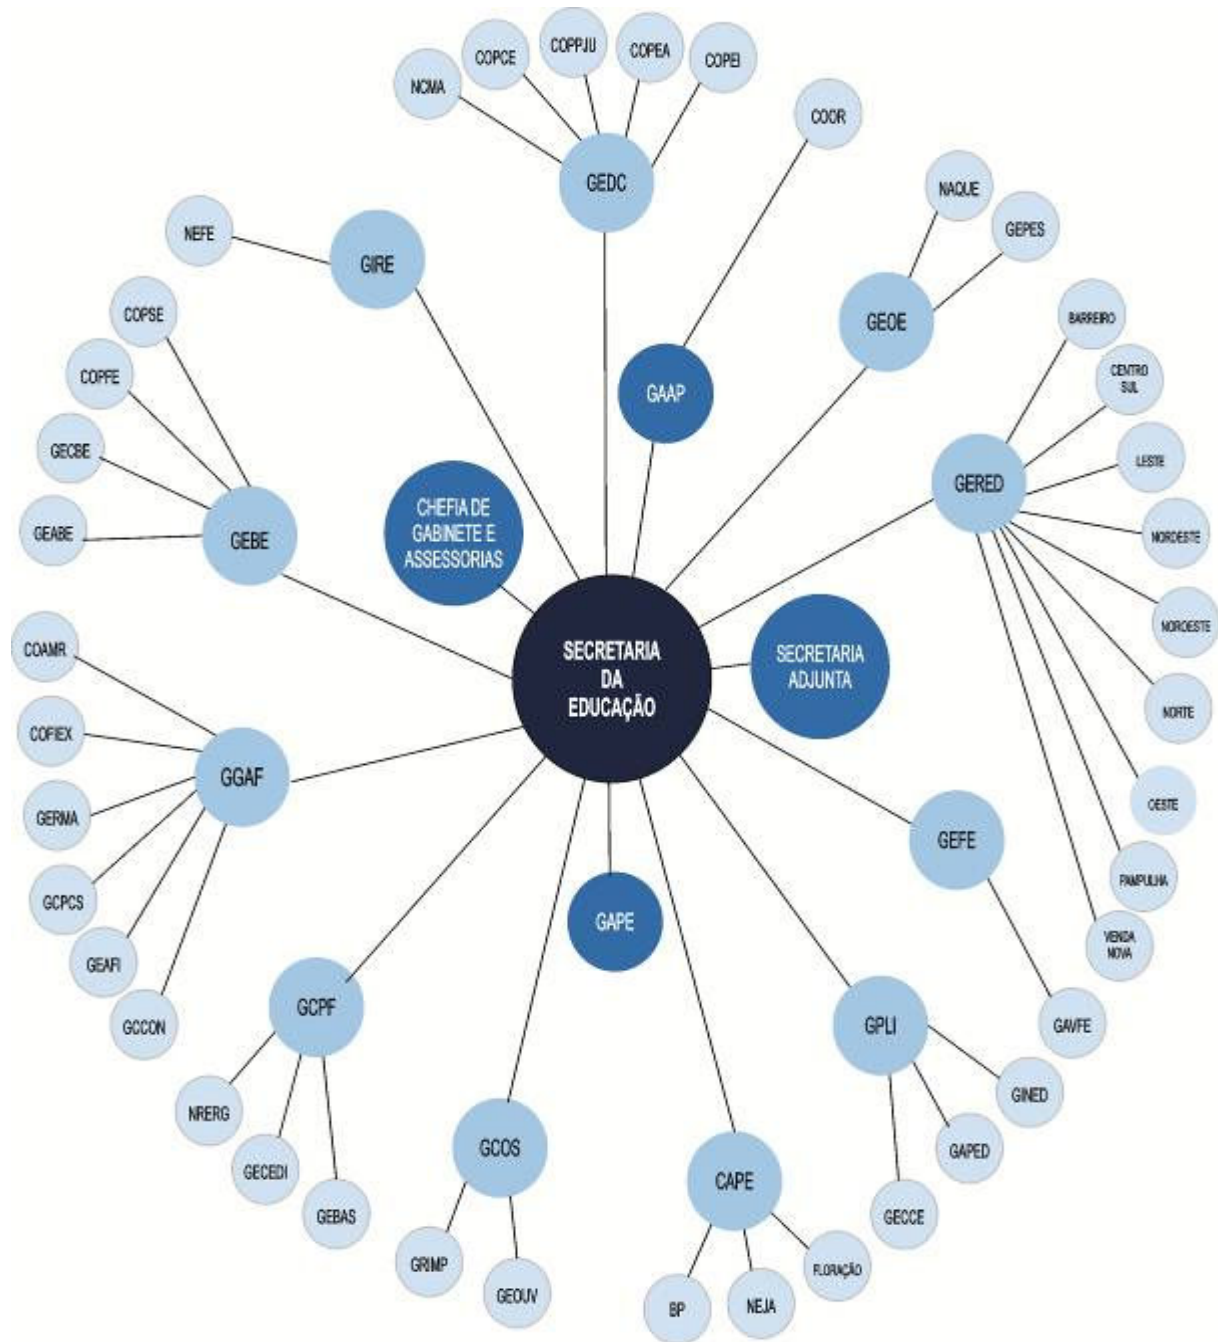 COPPJU
COPEA
COPCE
COPEI
NCMA
COOR
GEDC
NAQUE
NEFE
GEPES
GIRE
COPSE
GEOE
BARREIRO
COPFE
CENTRO
SUL
GAAP
GECBE
LESTE
GERED
CHEFIA DE
GABINETE E
ASSESSORIAS
GEABE
GEBE
NORDESTE
NOROESTE
COAMR
SECRETARIA
DA
EDUCAÇÃO
SECRETARIA
ADJUNTA
NORTE
COFIEX
GGAF
OESTE
GERMA
GEFE
PAMPULHA
GCPCS
GAPE
VENDA
NOVA
GEAFI
GCCON
GCPF
GPLI
GAVFE
GINED
NRERG
GCOS
GAPED
GECEDI
CAPE
GEBAS
GECCE
GRIMP
FLORAÇÃO
GEOUV
BP
NEJA